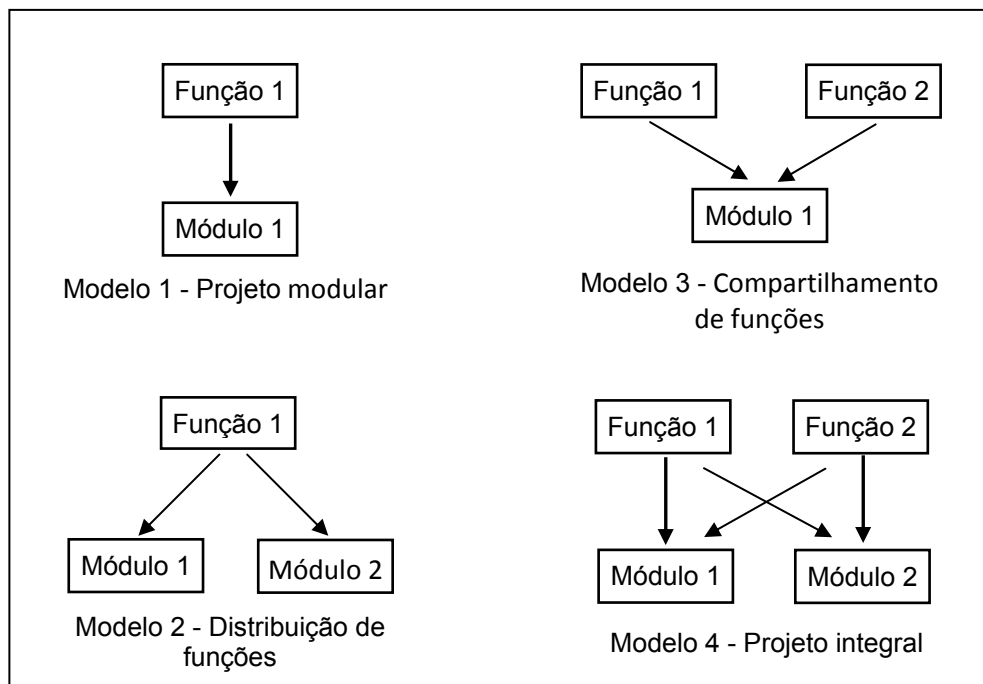 Função 1
Módulo 1
Modelo 1 - Projeto modular
Função 1
Função 2
Módulo 1
Modelo 3 - Compartilhamento
de funções
Função 1
Módulo 1
Módulo 2
Modelo 2 - Distribuição de
funções
Função 1
Função 2
Módulo 1
Módulo 2
Modelo 4 - Projeto integral